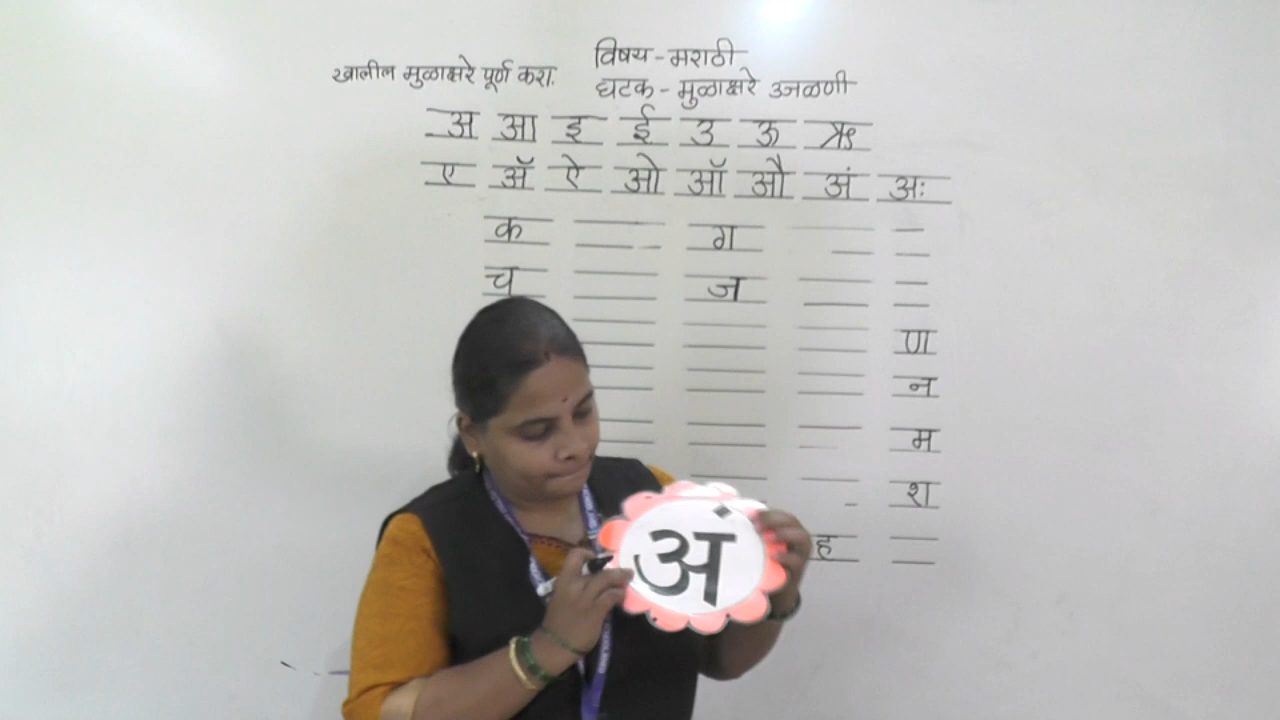 विषय - मराठी
खालील मुळाक्षरे पूर्ण करा.
घटक - मुळाक्षरे उजळणी
अ आ इ ई उ ऊ ऋ
ए ॲ ऐ ओ ऑ औ अं अः
क ग
च ज
ण
न
म
श
ह
अं